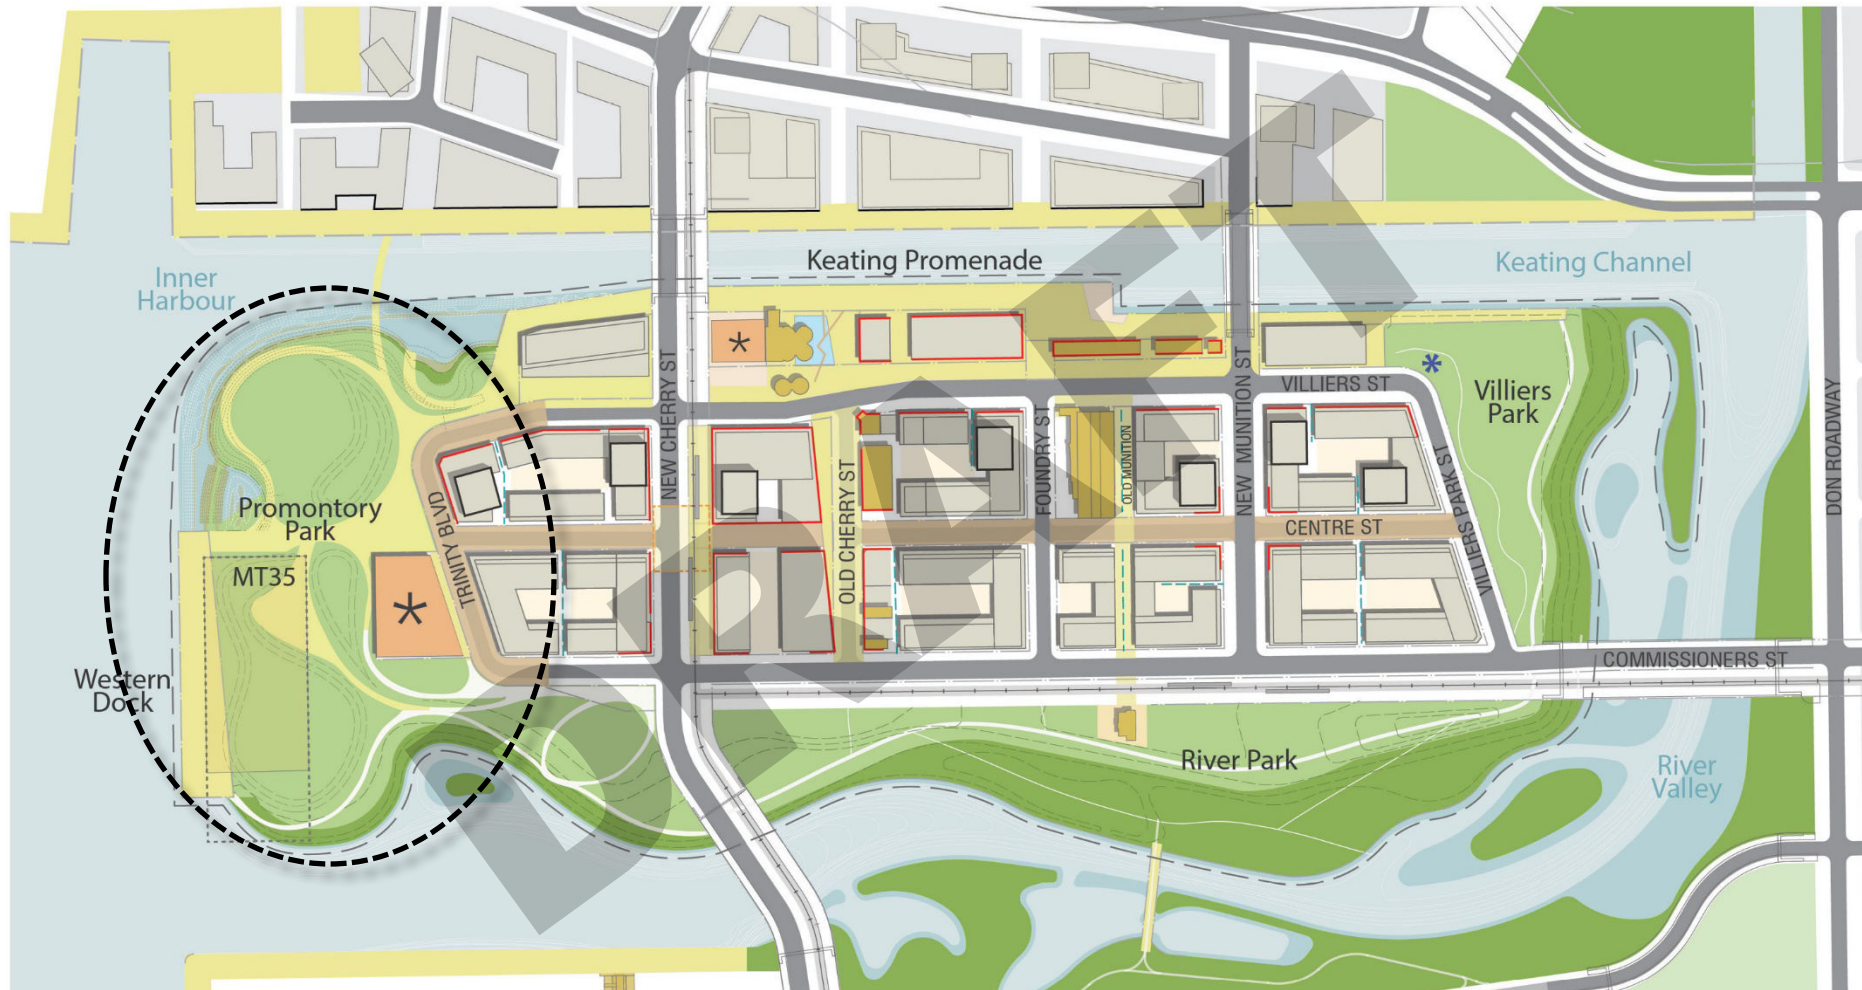 Keating Promenade
Keating Channel
Inner
Harbour
NEW CHERRY ST
*
NEW MUNITION ST
VILLIERS ST
*
Villiers
Park
DON ROADWAY
OLD CHERRY ST
FOUNDRY ST
OLD MUNITION
VILLIERS PARK ST
CENTRE ST
Promontory
Park
TRINITY BLVD
MT35
*
Western
Dock
COMMISSIONERS ST
River Park
River
Valley
DRAFT